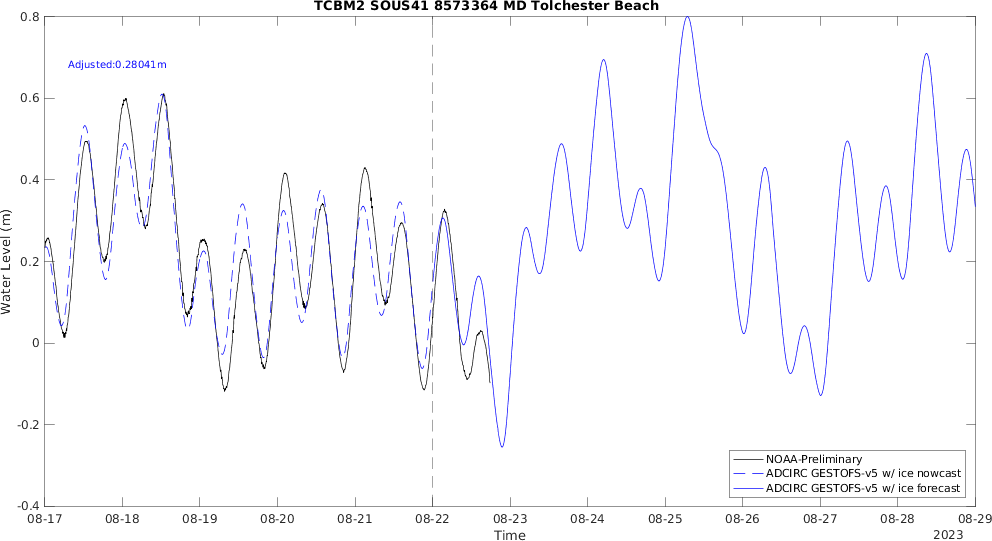 TCBM2 SOUS41 8573364 MD Tolchester Beach
Adjusted:0.28041m
0.8
0.6
0.4
0.2
0
-0.2
-0.4
Water Level (m)
NOAA-Preliminary
ADCIRC GESTOFS-v5 w/ ice nowcast
ADCIRC GESTOFS-v5 w/ ice forecast
08-17 08-18 08-19 08-20 08-21 08-22 08-23 08-24 08-25 08-26 08-27 08-28 08-29
Time
2023